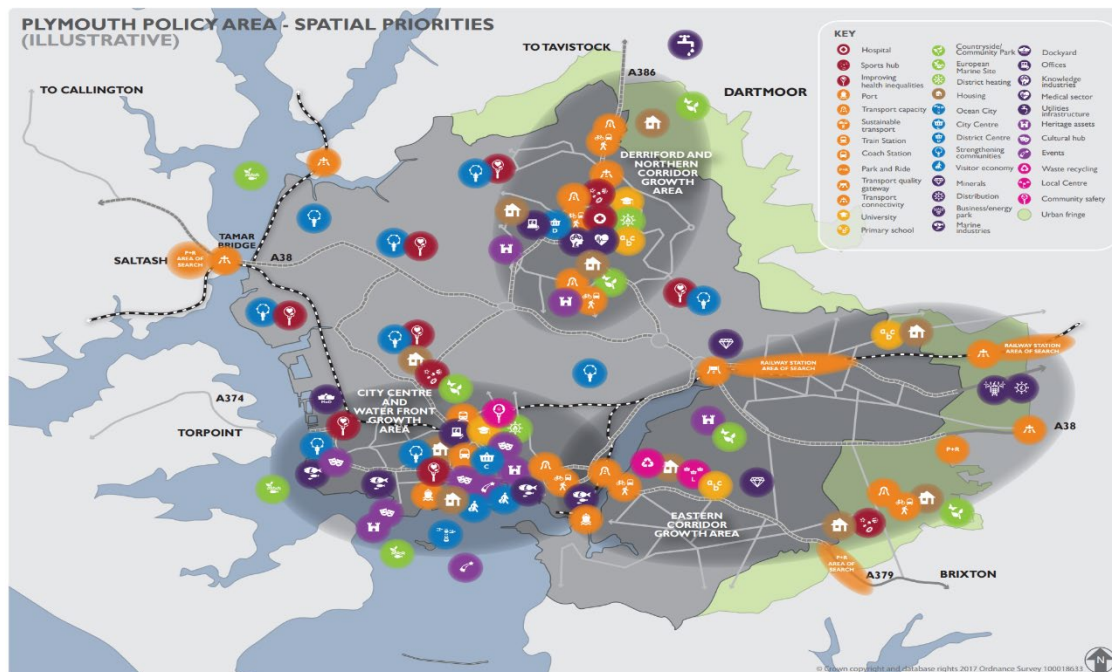 PLYMOUTH POLICY AREA - SPATIAL PRIORITIES
(ILLUSTRATIVE)
TO TAVISTOCK
A386
DARTMOOR
TO CALLINGTON
DERRIFORD AND
NORTHERN
CORRIDOR
GROWTH
AREA
TAMAR
BRIDGE
SALTASH
P+R
AREA OF
SEARCH
A38
RAILWAY STATION
AREA OF SEARCH
RAILWAY STATION
AREA OF SEARCH
CITY CENTRE
AND
WATER FRONT
GROWTH
AREA
A374
TORPOINT
A38
P+R
EASTERN
CORRIDOR
GROWTH AREA
P+R
AREA OF
SEARCH
A379
BRIXTON
KEY
Hospital
Sports hub
Improving
health inequalities
Port
Transport capacity
Sustainable
transport
Train Station
Coach Station
Park and Ride
Transport quality
gateway
Transport
connectivity
University
Primary school
Countryside/
Community Park
European
Marine Site
District heating
Housing
Ocean City
City Centre
District Centre
Strengthening
communities
Visitor economy
Minerals
Distribution
Business/energy
park
Marine
industries
Dockyard
Offices
Knowledge
industries
Medical sector
Utilities
infrastructure
Heritage assets
Cultural hub
Events
Waste recycling
Local Centre
Community safety
Urban fringe
© Crown copyright and database rights 2017 Ordnance Survey 100018633
N